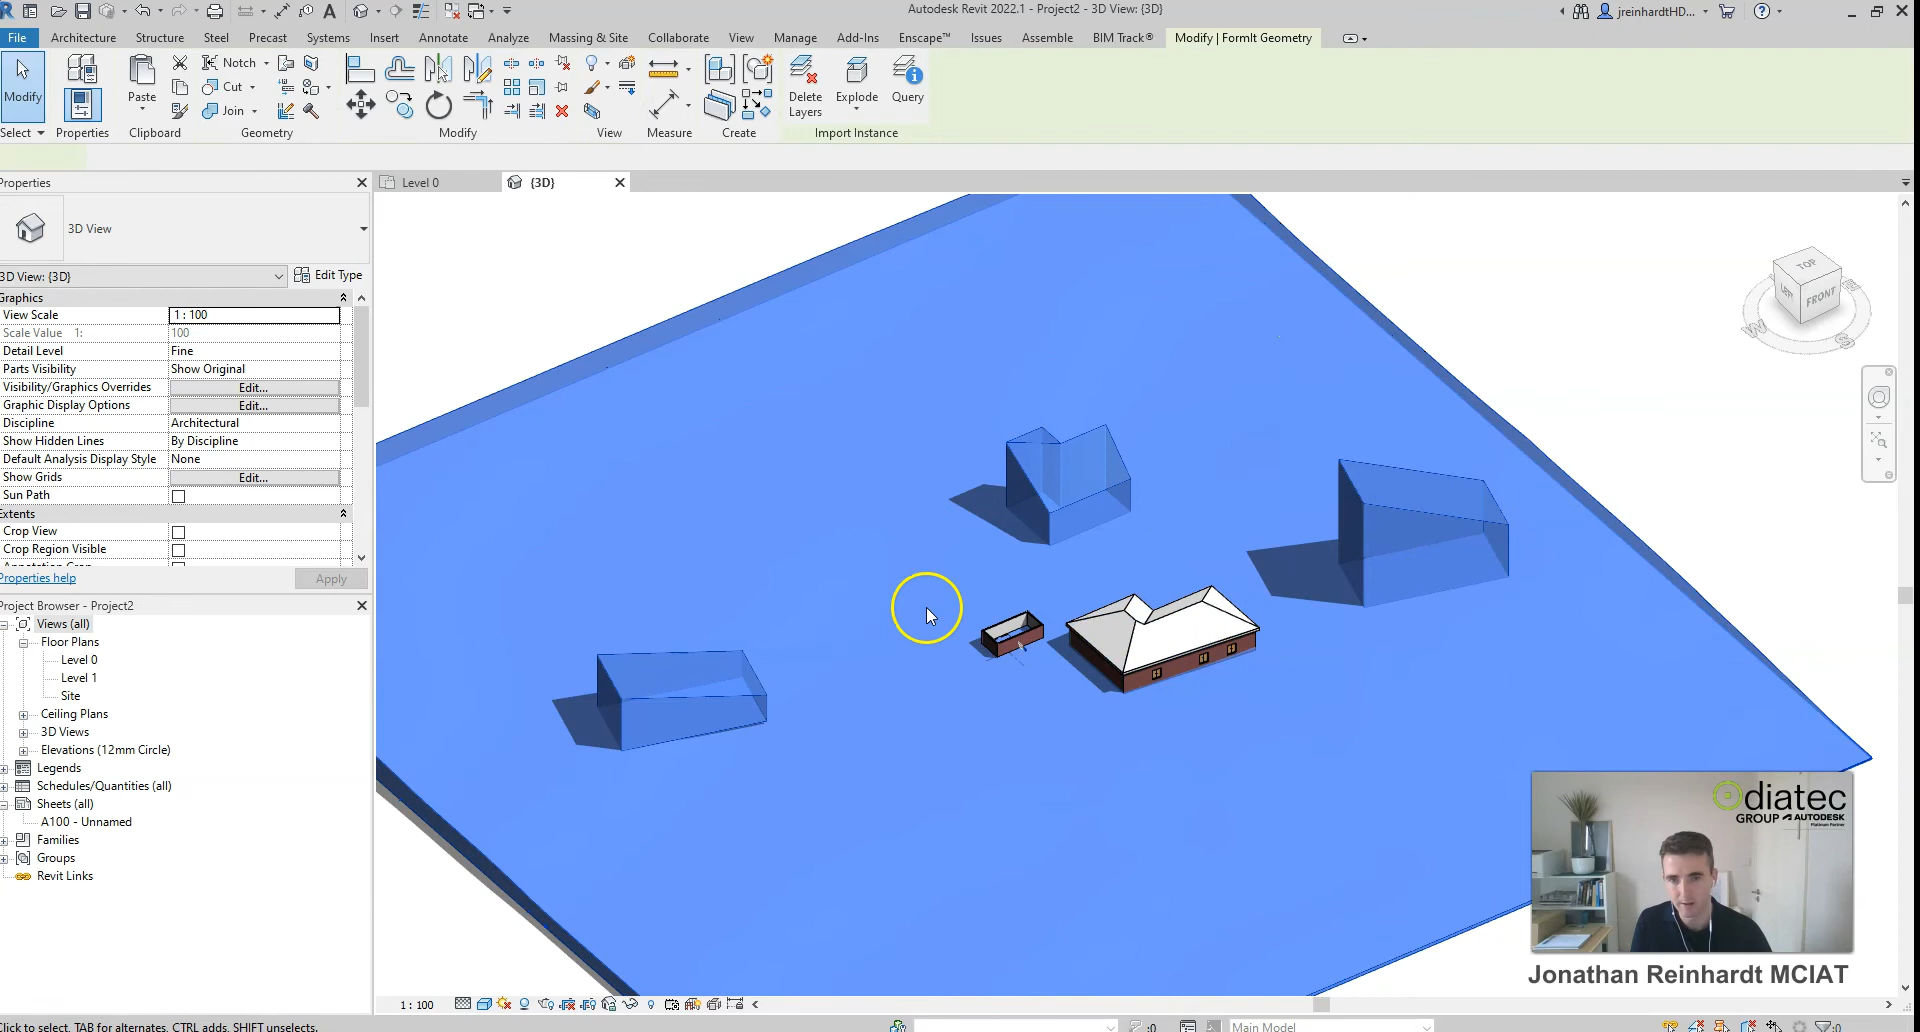 Autodesk Revit 2022.1 - Project2 - 3D View: {3D}
jreinhardtHD...
File Architecture Structure Steel Precast Systems Insert Annotate Analyze Massing & Site Collaborate View Manage Add-Ins Enscape™ Issues Assemble BIM Track® Modify | FormIt Geometry
Modify
Select
Properties
Paste
Clipboard
Notch
Cut
Join
Geometry
Modify
View
Measure
Create
Delete Layers
Explode
Query
Import Instance
Properties
3D View
3D View: {3D} Edit Type
Graphics
View Scale 1 : 100
Scale Value 1: 100
Detail Level Fine
Parts Visibility Show Original
Visibility/Graphics Overrides Edit...
Graphic Display Options Edit...
Discipline Architectural
Show Hidden Lines By Discipline
Default Analysis Display Style None
Show Grids Edit...
Sun Path
Extents
Crop View
Crop Region Visible
Properties help Apply
Project Browser - Project2
Views (all)
Floor Plans
Level 0
Level 1
Site
Ceiling Plans
3D Views
Elevations (12mm Circle)
Legends
Schedules/Quantities (all)
Sheets (all)
A100 - Unnamed
Families
Groups
Revit Links
Level 0 {3D}
TOP
LEFT FRONT
W S E
diatec
GROUP AUTODESK
Platinum Partner
Jonathan Reinhardt MCIAT
1 : 100
Click to select, TAB for alternates, CTRL adds, SHIFT unselects.
:0 Main Model :0